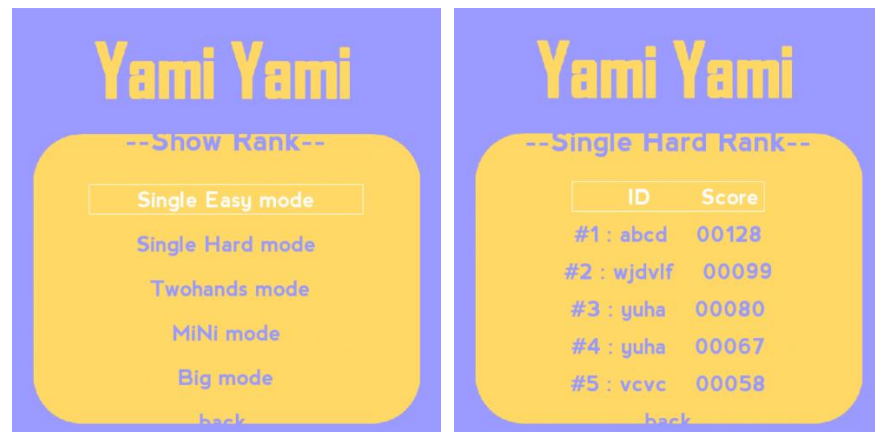 Yami Yami
--Show Rank--
Single Easy mode
Single Hard mode
Twohands mode
MiNi mode
Big mode
back
Yami Yami
--Single Hard Rank--
ID Score
#1 : abcd 00128
#2 : wjdvlf 00099
#3 : yuha 00080
#4 : yuha 00067
#5 : vcvc 00058
back